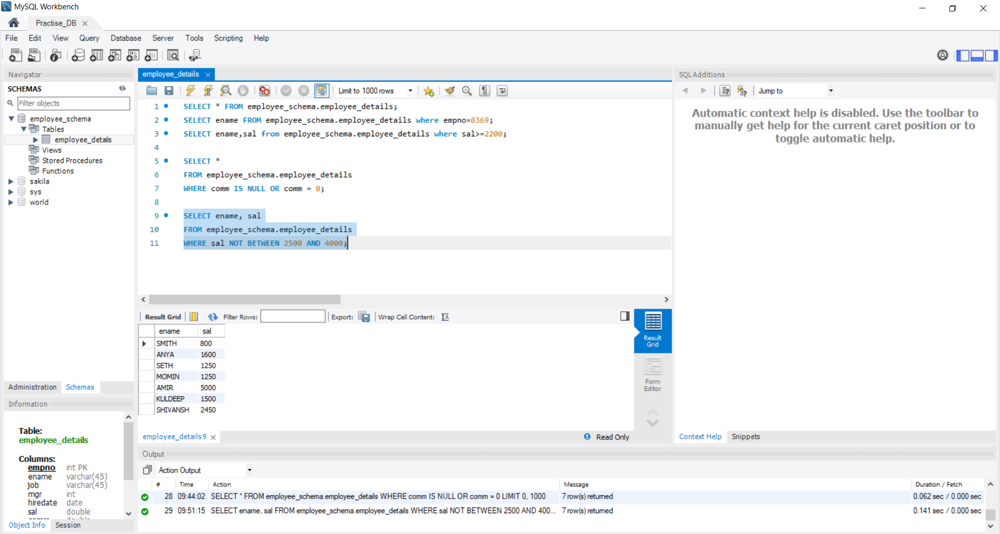 MySQL Workbench
Practise_DB
File Edit View Query Database Server Tools Scripting Help
Navigator
SCHEMAS
Filter objects
employee_schema
Tables
employee_details
Views
Stored Procedures
Functions
sakila
sys
world
Administration Schemas
Information
Table:
employee_details
Columns:
empno int PK
ename varchar(45)
job varchar(45)
mgr int
hiredate date
sal double
Object Info Session
employee_details
Limit to 1000 rows
1 SELECT * FROM employee_schema.employee_details;
2 SELECT ename FROM employee_schema.employee_details where empno=8369;
3 SELECT ename,sal from employee_schema.employee_details where sal>=2200;
4
5 SELECT *
6 FROM employee_schema.employee_details
7 WHERE comm IS NULL OR comm = 0;
8
9 SELECT ename, sal
10 FROM employee_schema.employee_details
11 WHERE sal NOT BETWEEN 2500 AND 4000;
Result Grid Filter Rows: Export: Wrap Cell Content:
ename sal
SMITH 800
ANYA 1600
SETH 1250
MOMIN 1250
AMIR 5000
KULDEEP 1500
SHIVANSH 2450
Result
Grid
Form
Editor
employee_details9
Read Only
SQLAdditions
Jump to
Automatic context help is disabled. Use the toolbar to
manually get help for the current caret position or to
toggle automatic help.
Context Help Snippets
Output
Action Output
# Time Action Message Duration / Fetch
28 09:44:02 SELECT * FROM employee_schema.employee_details WHERE comm IS NULL OR comm = 0 LIMIT 0, 1000 7 row(s) returned 0.062 sec / 0.000 sec
29 09:51:15 SELECT ename, sal FROM employee_schema.employee_details WHERE sal NOT BETWEEN 2500 AND 400... 7 row(s) returned 0.141 sec / 0.000 sec